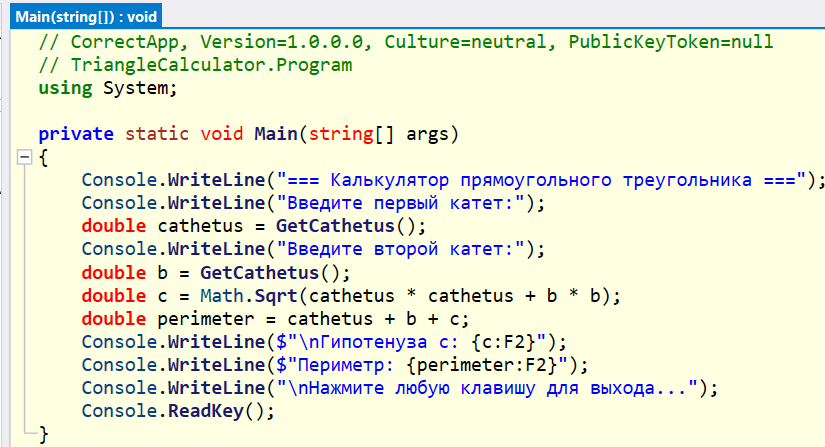 Main(string[]) : void
// CorrectApp, Version=1.0.0.0, Culture=neutral, PublicKeyToken=null
// TriangleCalculator.Program
using System;
private static void Main(string[] args)
{
Console.WriteLine("=== Калькулятор прямоугольного треугольника ===");
Console.WriteLine("Введите первый катет:");
double cathetus = GetCathetus();
Console.WriteLine("Введите второй катет:");
double b = GetCathetus();
double c = Math.Sqrt(cathetus * cathetus + b * b);
double perimeter = cathetus + b + c;
Console.WriteLine($"\nГипотенуза c: {c:F2}");
Console.WriteLine($"Периметр: {perimeter:F2}");
Console.WriteLine("\nНажмите любую клавишу для выхода...");
Console.ReadKey();
}